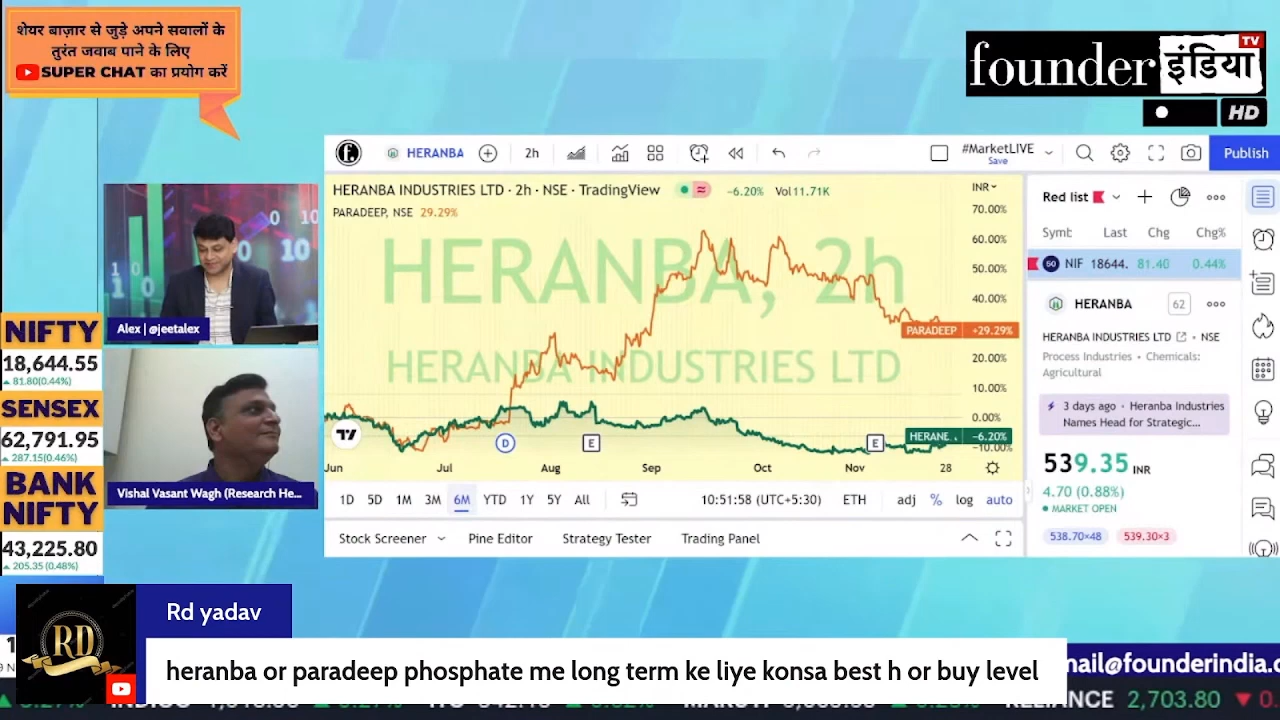 शेयर बाज़ार से जुड़े अपने सवालों के
तुरंत जवाब पाने के लिए
SUPER CHAT का प्रयोग करें
founder इंडिया TV
HD
HERANBA
2h
#MarketLIVE
Save
Publish
HERANBA INDUSTRIES LTD · 2h · NSE · TradingView
−6.20% Vol 11.71K
PARADEEP, NSE 29.29%
HERANBA, 2h
HERANBA INDUSTRIES LTD
INR
70.00%
60.00%
50.00%
40.00%
PARADEEP +29.29%
20.00%
10.00%
0.00%
HERANE −6.20%
−10.00%
D
E
E
Jun Jul Aug Sep Oct Nov 28
1D 5D 1M 3M 6M YTD 1Y 5Y All
10:51:58 (UTC+5:30) ETH adj % log auto
Stock Screener Pine Editor Strategy Tester Trading Panel
Red list
Symb Last Chg Chg%
50 NIF 18644. 81.40 0.44%
HERANBA 62
HERANBA INDUSTRIES LTD · NSE
Process Industries • Chemicals:
Agricultural
3 days ago · Heranba Industries
Names Head for Strategic...
539.35 INR
4.70 (0.88%)
MARKET OPEN
538.70×48 539.30×3
Alex | @jeetalex
Vishal Vasant Wagh (Research He...
NIFTY
18,644.55
81.80(0.44%)
SENSEX
62,791.95
287.15(0.46%)
BANK
NIFTY
43,225.80
205.35 (0.48%)
RD
Rd yadav
heranba or paradeep phosphate me long term ke liye konsa best h or buy level
mail@founderindia.c
2,703.80